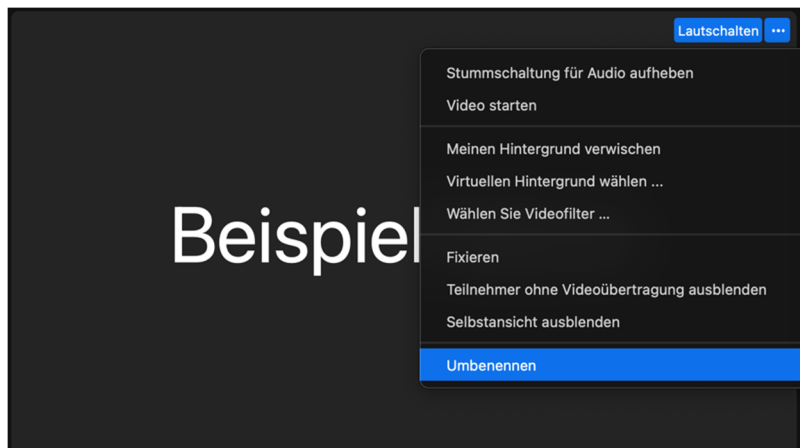 Lautschalten ...
Stummschaltung für Audio aufheben
Video starten
Meinen Hintergrund verwischen
Virtuellen Hintergrund wählen ...
Wählen Sie Videofilter ...
Beispiel
Fixieren
Teilnehmer ohne Videoübertragung ausblenden
Selbstansicht ausblenden
Umbenennen